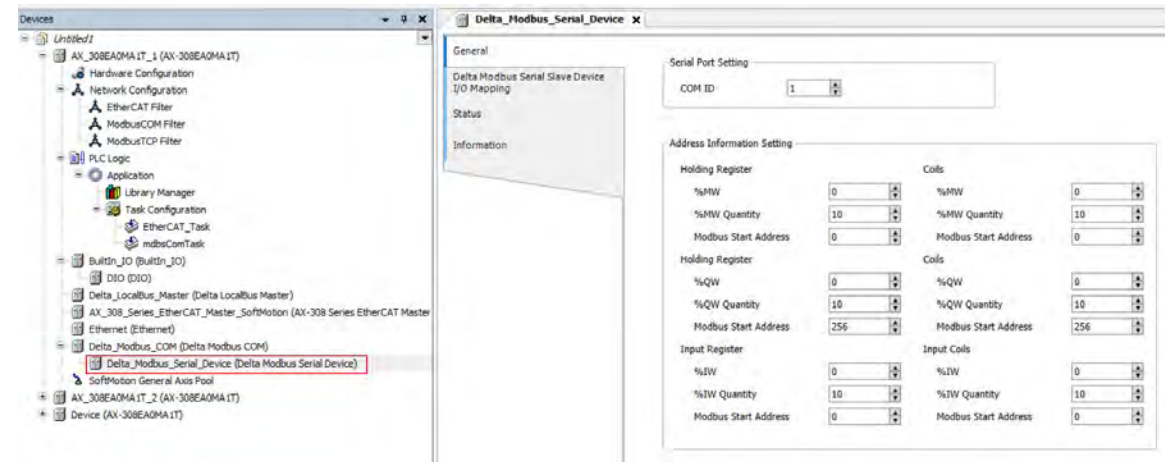 Devices
Untitled1
AX_308EA0MA1T_1 (AX-308EA0MA1T)
Hardware Configuration
Network Configuration
EtherCAT Filter
ModbusCOM Filter
ModbusTCP Filter
PLC Logic
Application
Library Manager
Task Configuration
EtherCAT_Task
mdbsComTask
BuiltIn_IO (BuiltIn_IO)
DIO (DIO)
Delta_LocalBus_Master (Delta LocalBus Master)
AX_308_Series_EtherCAT_Master_SoftMotion (AX-308 Series EtherCAT Master
Ethernet (Ethernet)
Delta_Modbus_COM (Delta Modbus COM)
Delta_Modbus_Serial_Device (Delta Modbus Serial Device)
SoftMotion General Axis Pool
AX_308EA0MA1T_2 (AX-308EA0MA1T)
Device (AX-308EA0MA1T)
Delta_Modbus_Serial_Device
General
Delta Modbus Serial Slave Device
I/O Mapping
Status
Information
Serial Port Setting
COM ID 1
Address Information Setting
Holding Register Coils
%MW 0 %MW 0
%MW Quantity 10 %MW Quantity 10
Modbus Start Address 0 Modbus Start Address 0
Holding Register Coils
%QW 0 %QW 0
%QW Quantity 10 %QW Quantity 10
Modbus Start Address 256 Modbus Start Address 256
Input Register Input Coils
%IW 0 %IW 0
%IW Quantity 10 %IW Quantity 10
Modbus Start Address 0 Modbus Start Address 0